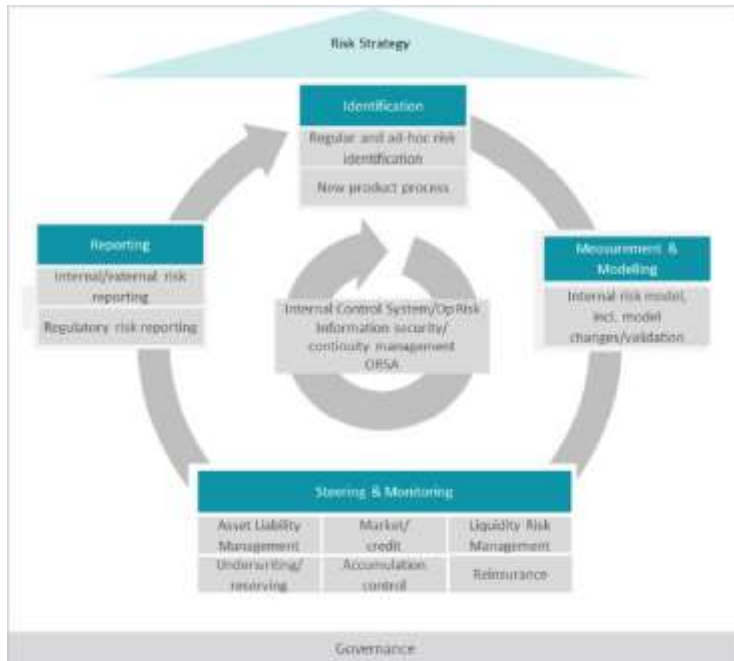 Risk Strategy
Identification
Regular and ad-hoc risk
identification
New product process
Reporting
Internal/external risk
reporting
Regulatory risk reporting
Measurement &
Modelling
Internal risk model,
incl. model
changes/validation
Internal Control System/OpRisk
Information security/
continuity management
ORSA
Steering & Monitoring
Asset Liability
Management
Market/
credit
Liquidity Risk
Management
Underwriting/
reserving
Accumulation
control
Reinsurance
Governance